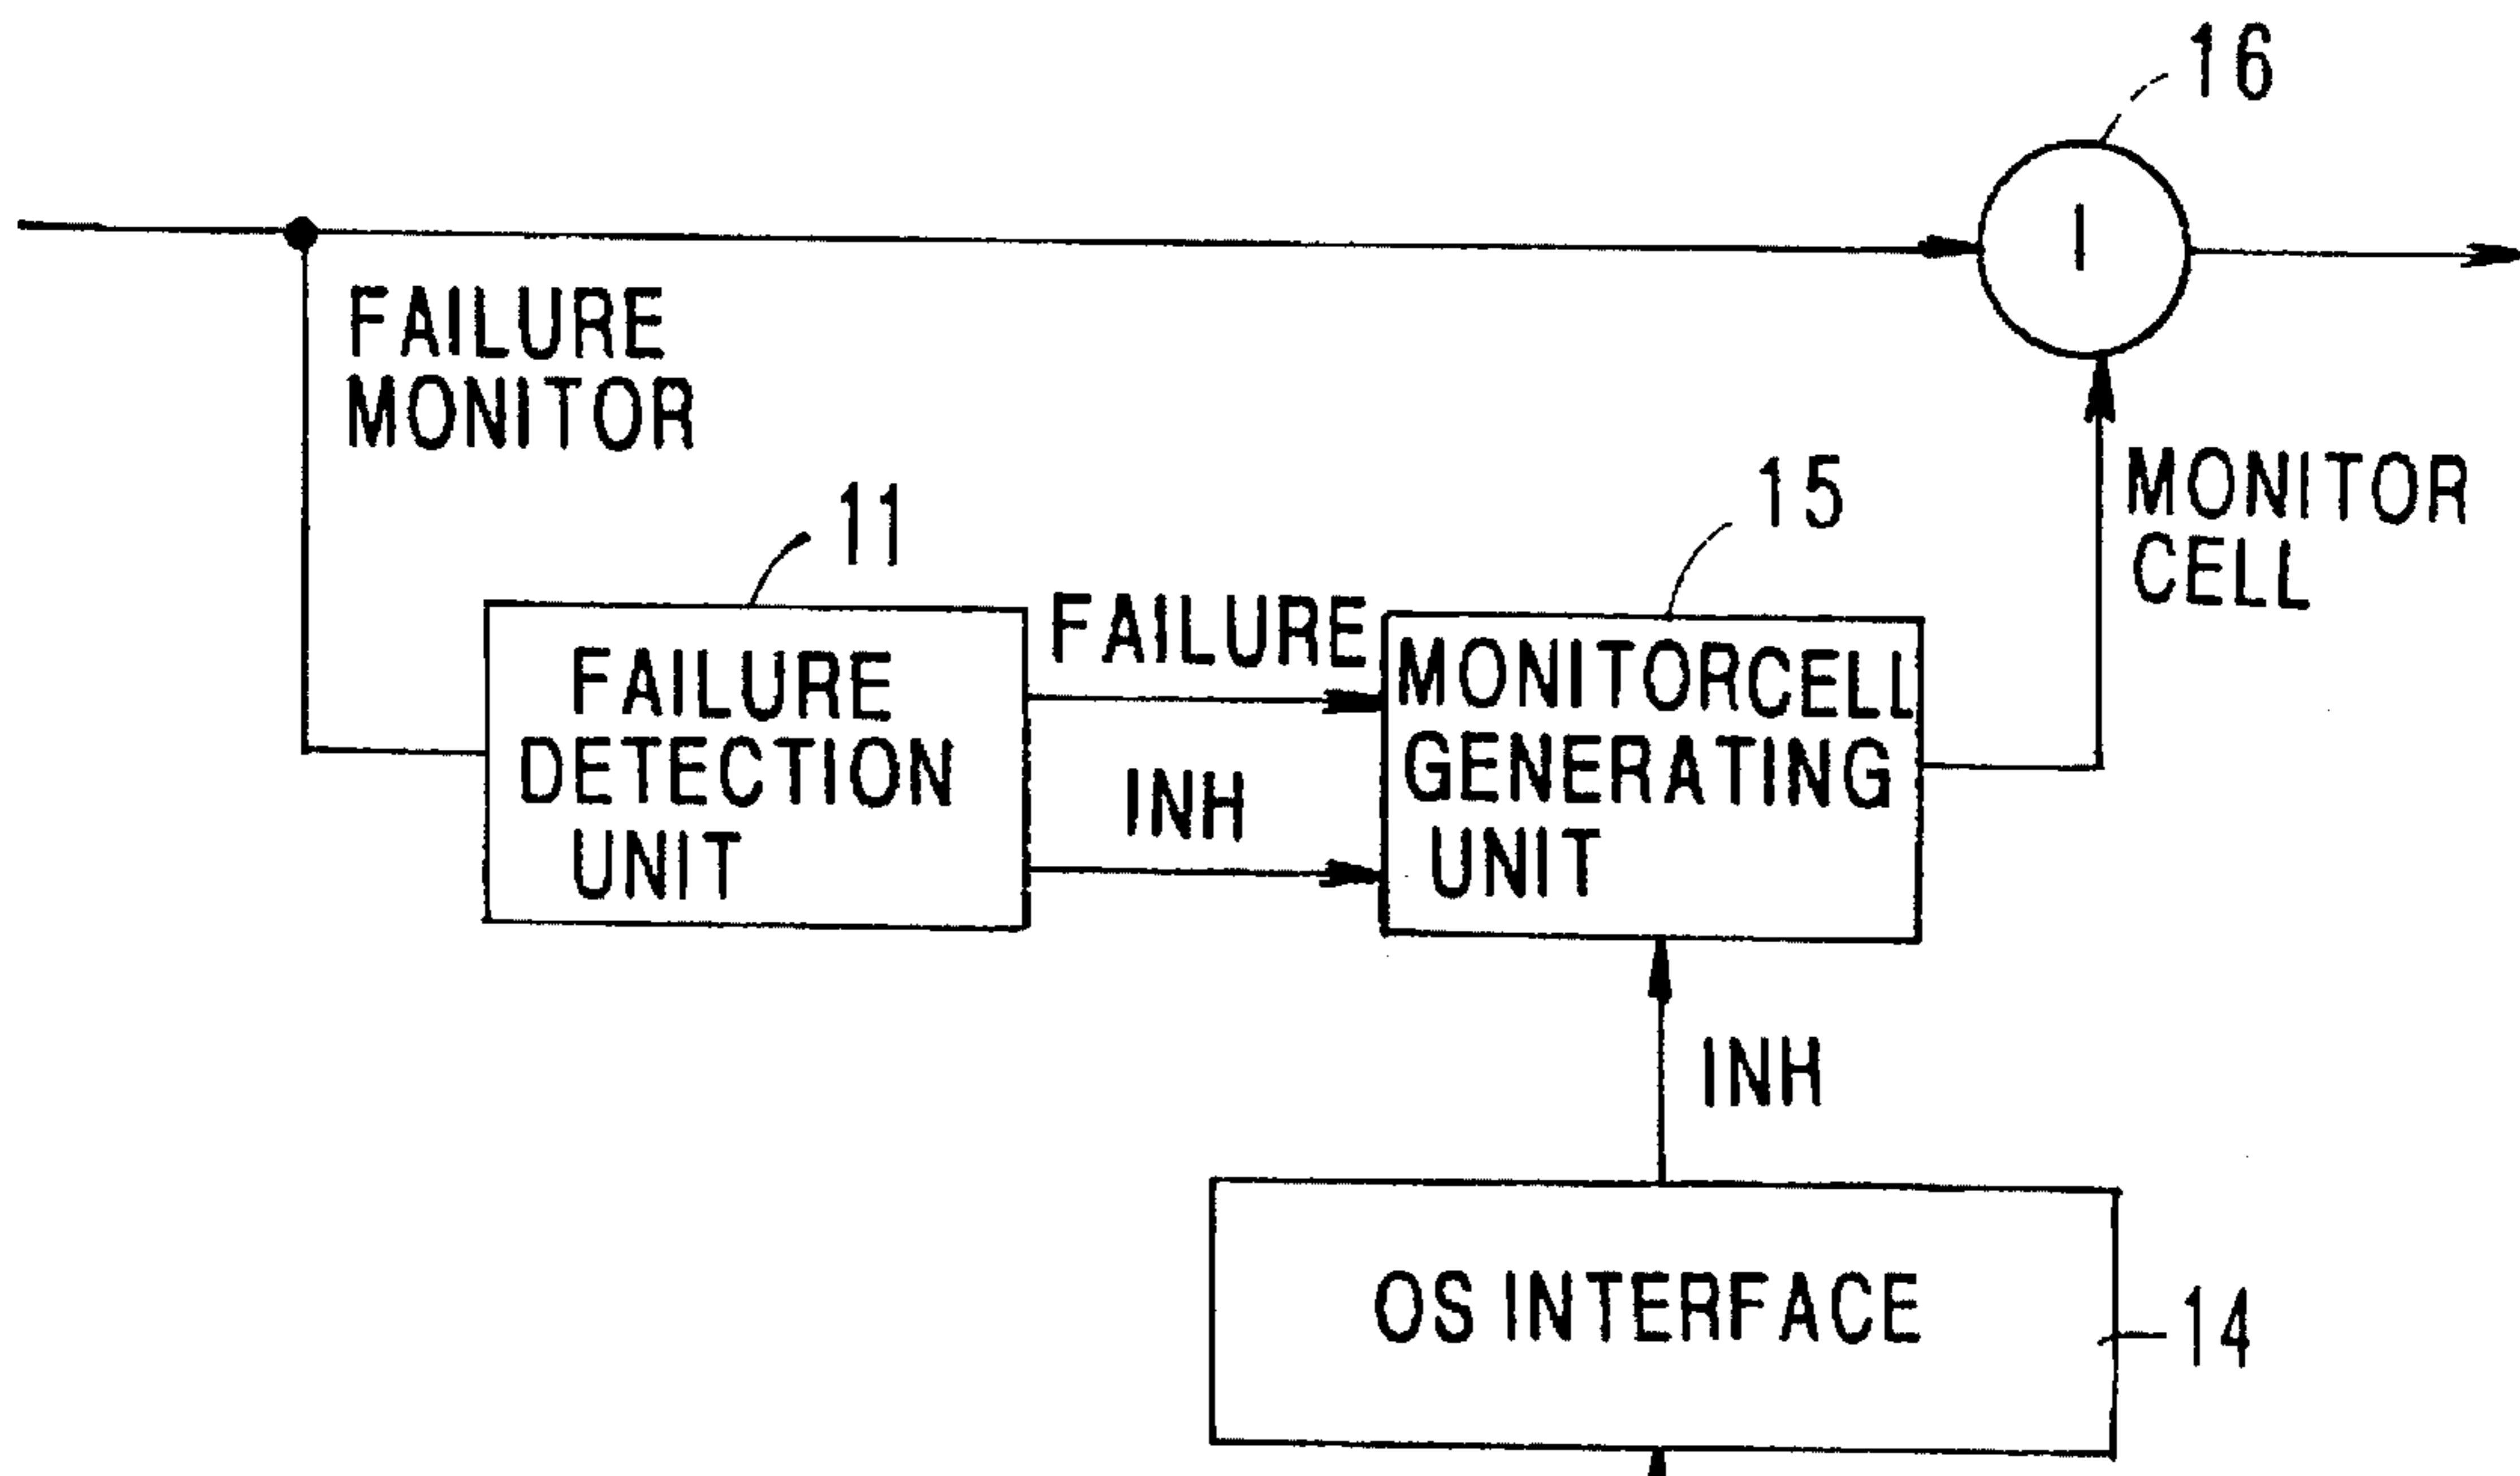 16
I
FAILURE
MONITOR
MONITOR
CELL
11
15
FAILURE
FAILURE
DETECTION
UNIT
INH
MONITORCELL
GENERATING
UNIT
INH
OS INTERFACE
14